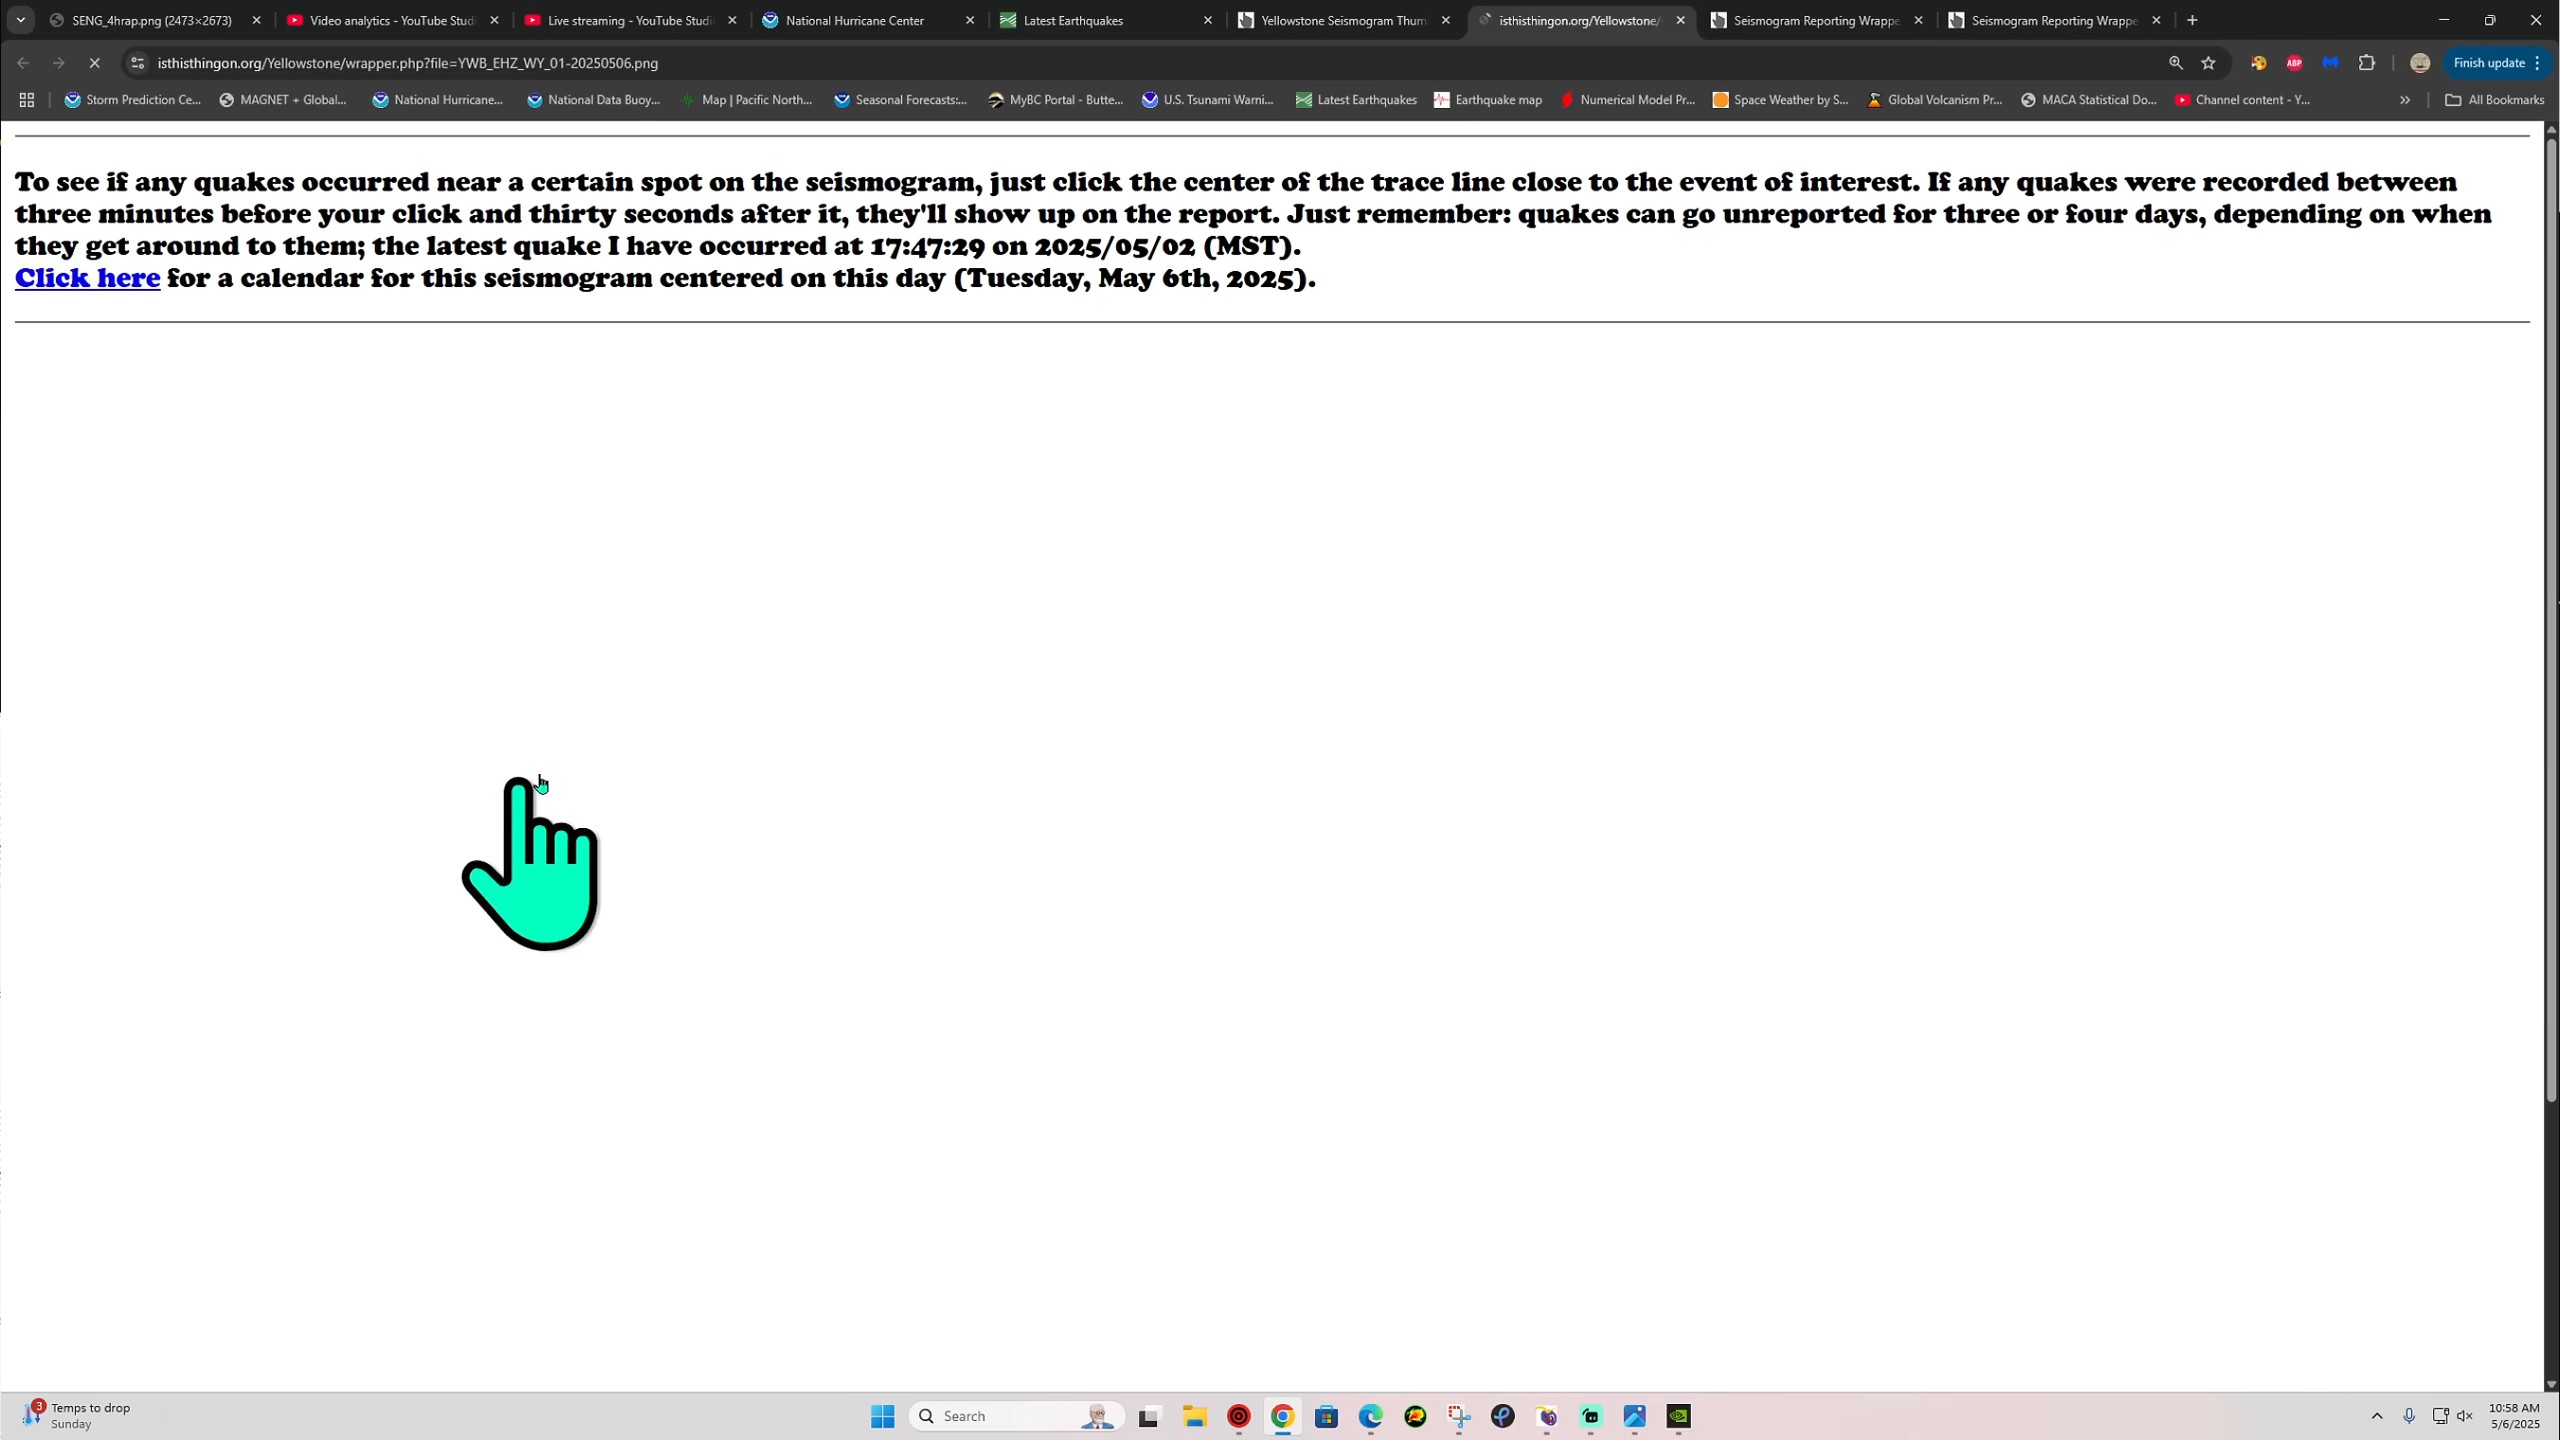 SENG_4hrap.png (2473×2673)
Video analytics - YouTube Studi
Live streaming - YouTube Studi
National Hurricane Center
Latest Earthquakes
Yellowstone Seismogram Thum
isthisthingon.org/Yellowstone/
Seismogram Reporting Wrappe
Seismogram Reporting Wrappe
isthisthingon.org/Yellowstone/wrapper.php?file=YWB_EHZ_WY_01-20250506.png
ABP
Finish update
Storm Prediction Ce...
MAGNET + Global...
National Hurricane...
National Data Buoy...
Map | Pacific North...
Seasonal Forecasts:...
MyBC Portal - Butte...
U.S. Tsunami Warni...
Latest Earthquakes
Earthquake map
Numerical Model Pr...
Space Weather by S...
Global Volcanism Pr...
MACA Statistical Do...
Channel content - Y...
All Bookmarks
To see if any quakes occurred near a certain spot on the seismogram, just click the center of the trace line close to the event of interest. If any quakes were recorded between
three minutes before your click and thirty seconds after it, they'll show up on the report. Just remember: quakes can go unreported for three or four days, depending on when
they get around to them; the latest quake I have occurred at 17:47:29 on 2025/05/02 (MST).
Click here for a calendar for this seismogram centered on this day (Tuesday, May 6th, 2025).
3
Temps to drop
Sunday
Search
10:58 AM
5/6/2025